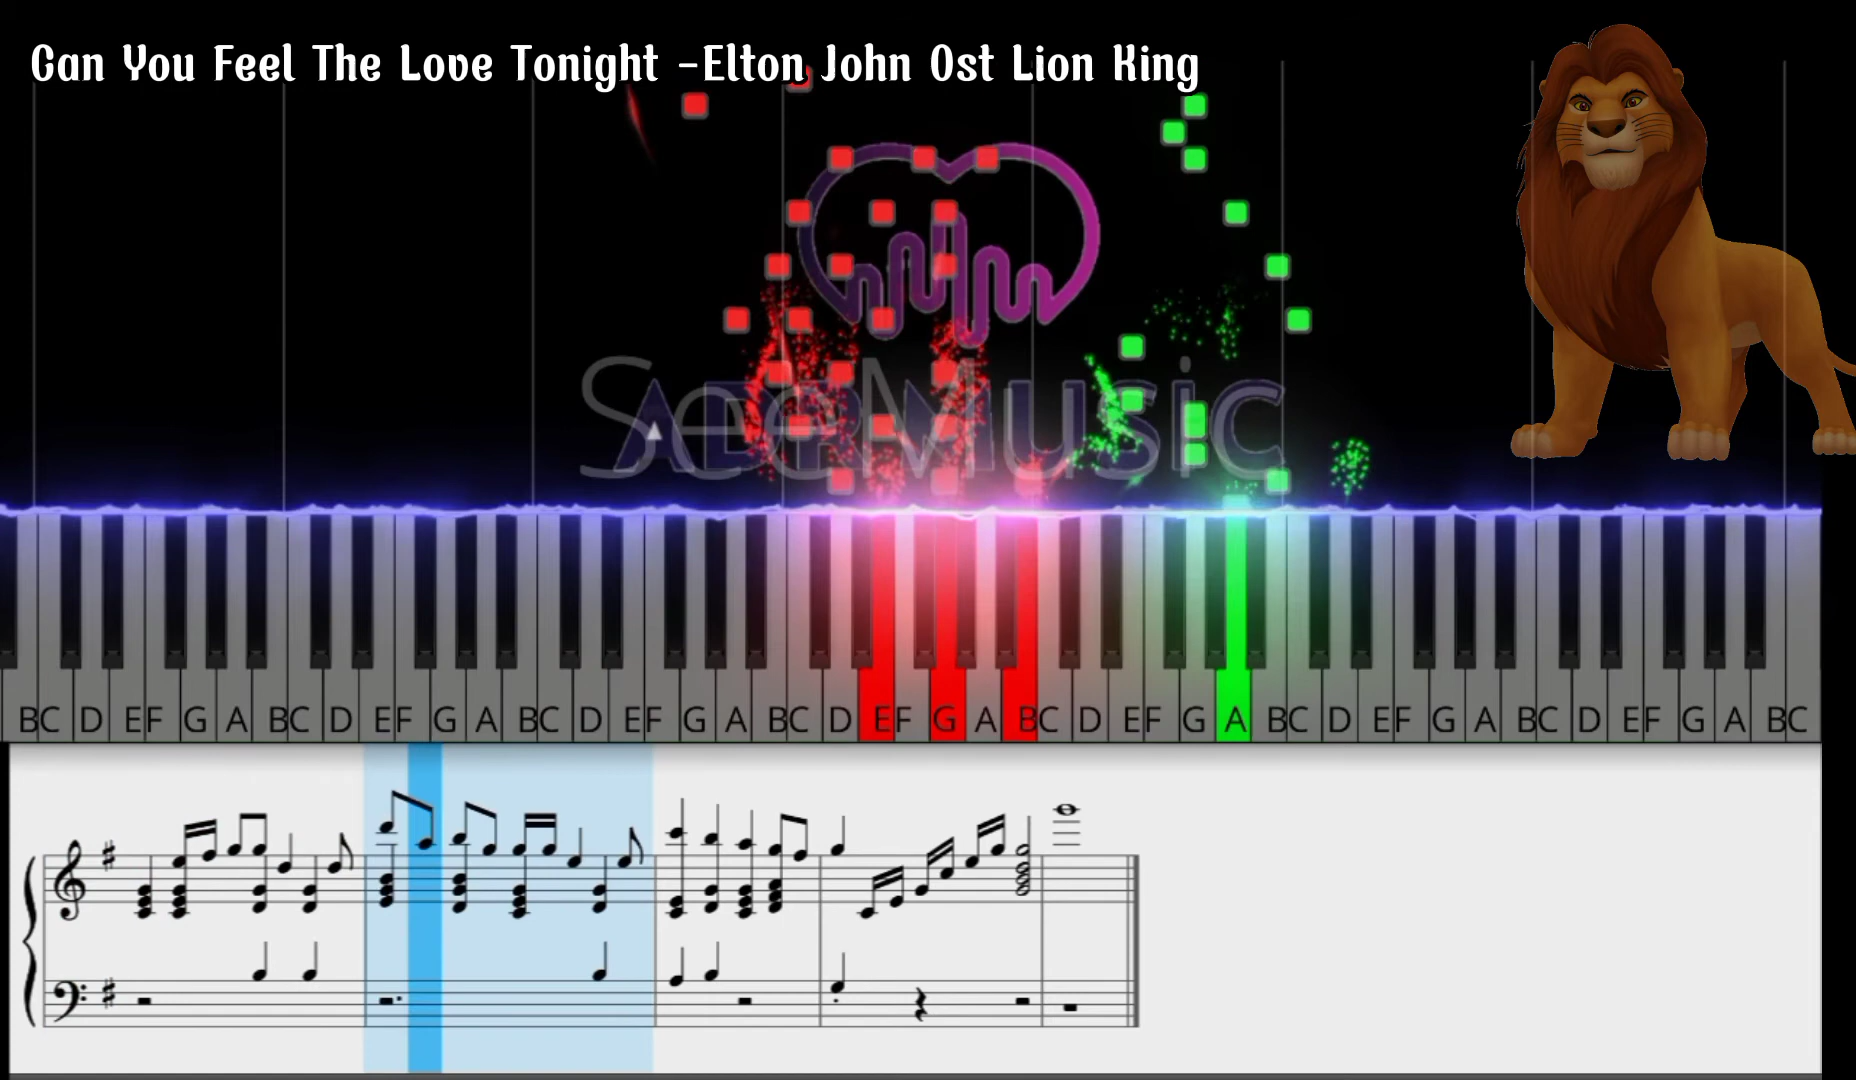 Can You Feel The Love Tonight -Elton John Ost Lion King
SeeMusic
BC D EF G A BC D EF G A BC D EF G A BC D EF G A BC D EF G A BC D EF G A BC D EF G A BC